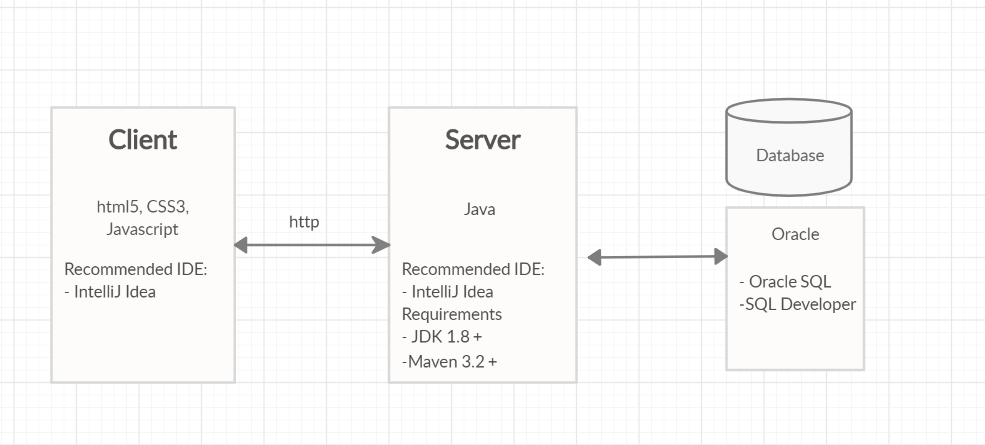 Client
html5, CSS3,
Javascript
Recommended IDE:
- IntelliJ Idea
http
Server
Java
Recommended IDE:
- IntelliJ Idea
Requirements
- JDK 1.8 +
-Maven 3.2 +
Database
Oracle
- Oracle SQL
-SQL Developer